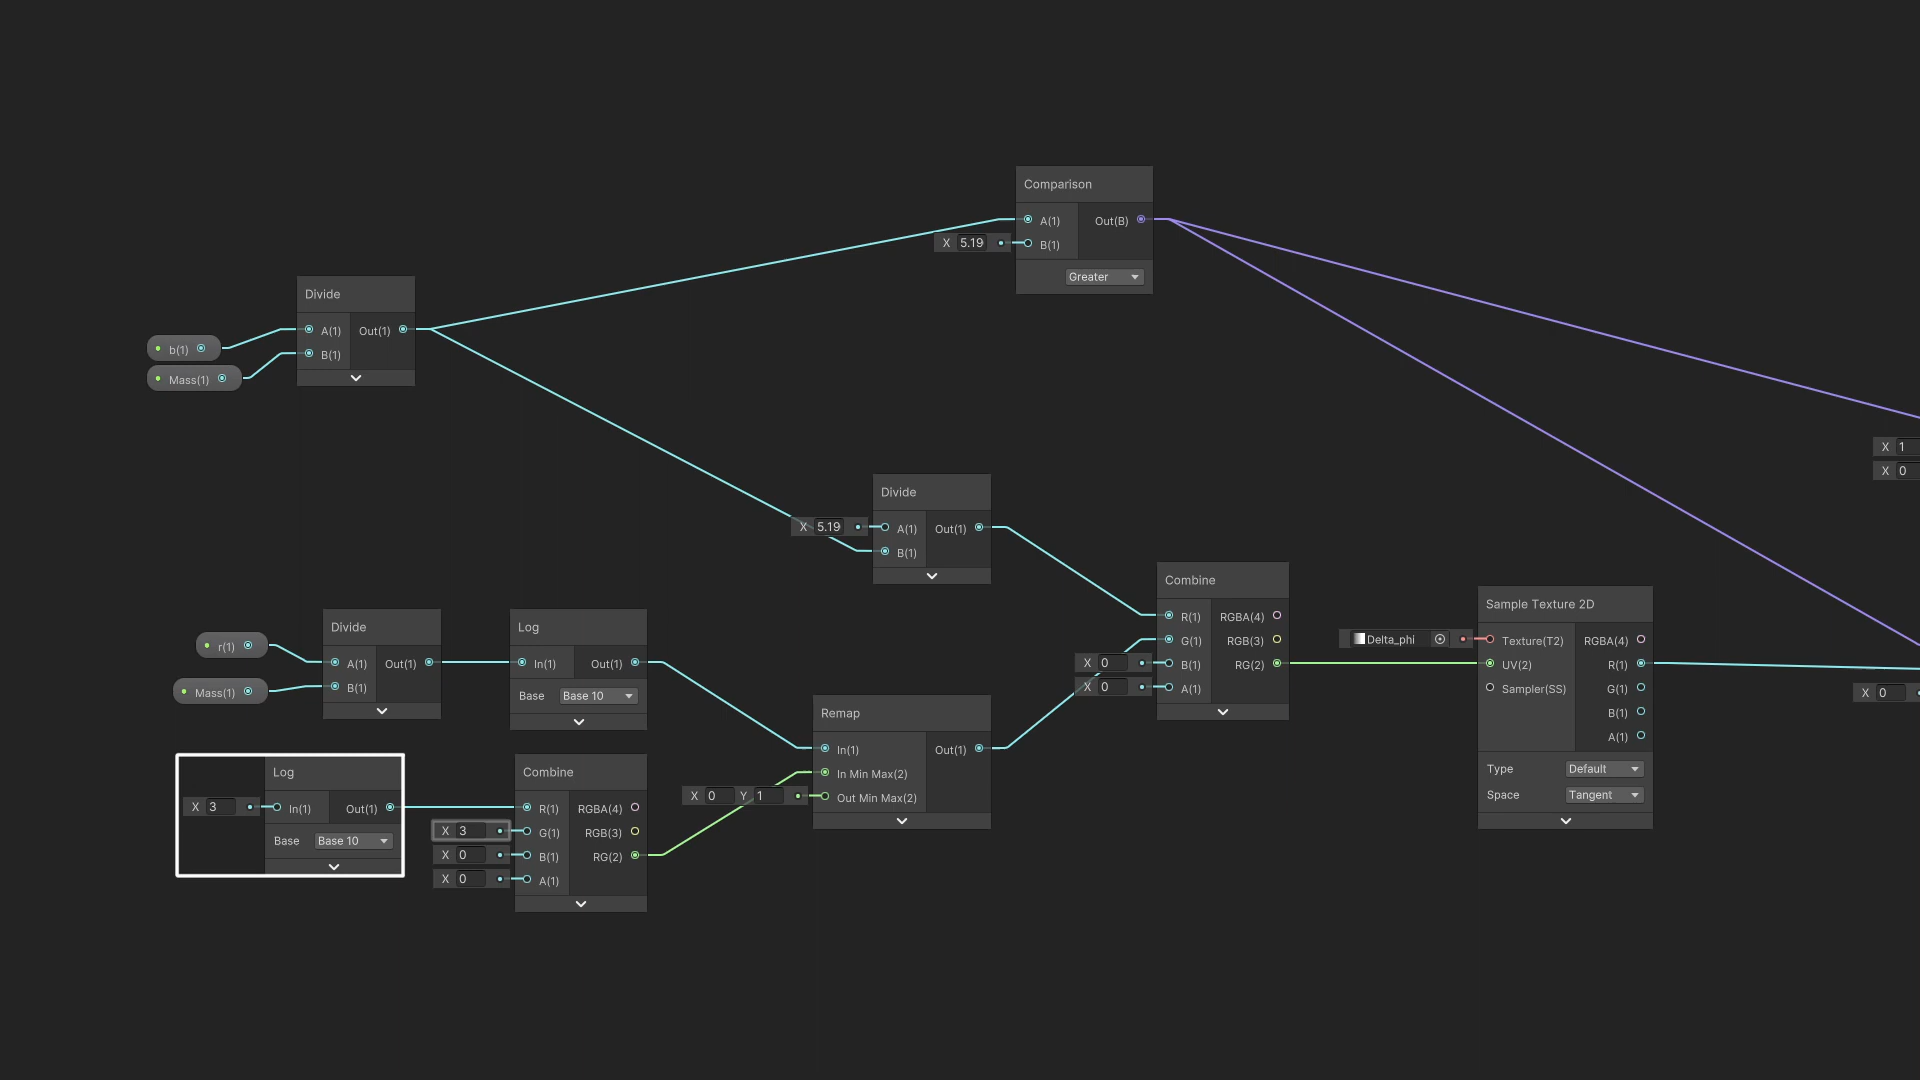 Comparison
A(1)
Out(B)
X 5.19
B(1)
Greater
Divide
A(1)
Out(1)
B(1)
b(1)
Mass(1)
X 1
X 0
Divide
X 5.19
A(1)
Out(1)
B(1)
Combine
R(1)
RGBA(4)
G(1)
RGB(3)
X 0
B(1)
RG(2)
X 0
A(1)
Sample Texture 2D
Delta_phi
Texture(T2)
RGBA(4)
UV(2)
R(1)
Sampler(SS)
G(1)
B(1)
A(1)
Type Default
Space Tangent
X 0
Divide
r(1)
A(1)
Out(1)
Mass(1)
B(1)
Log
In(1)
Out(1)
Base Base 10
Remap
In(1)
Out(1)
In Min Max(2)
X 0 Y 1
Out Min Max(2)
Log
X 3
In(1)
Out(1)
Base Base 10
Combine
R(1)
RGBA(4)
X 3
G(1)
RGB(3)
X 0
B(1)
RG(2)
X 0
A(1)